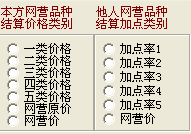 本方网营品种
结算价格类别
一类价格
二类价格
三类价格
四类价格
五类价格
网营原价
网营价
他人网营品种
结算加点类别
加点率1
加点率2
加点率3
加点率4
加点率5
网营价